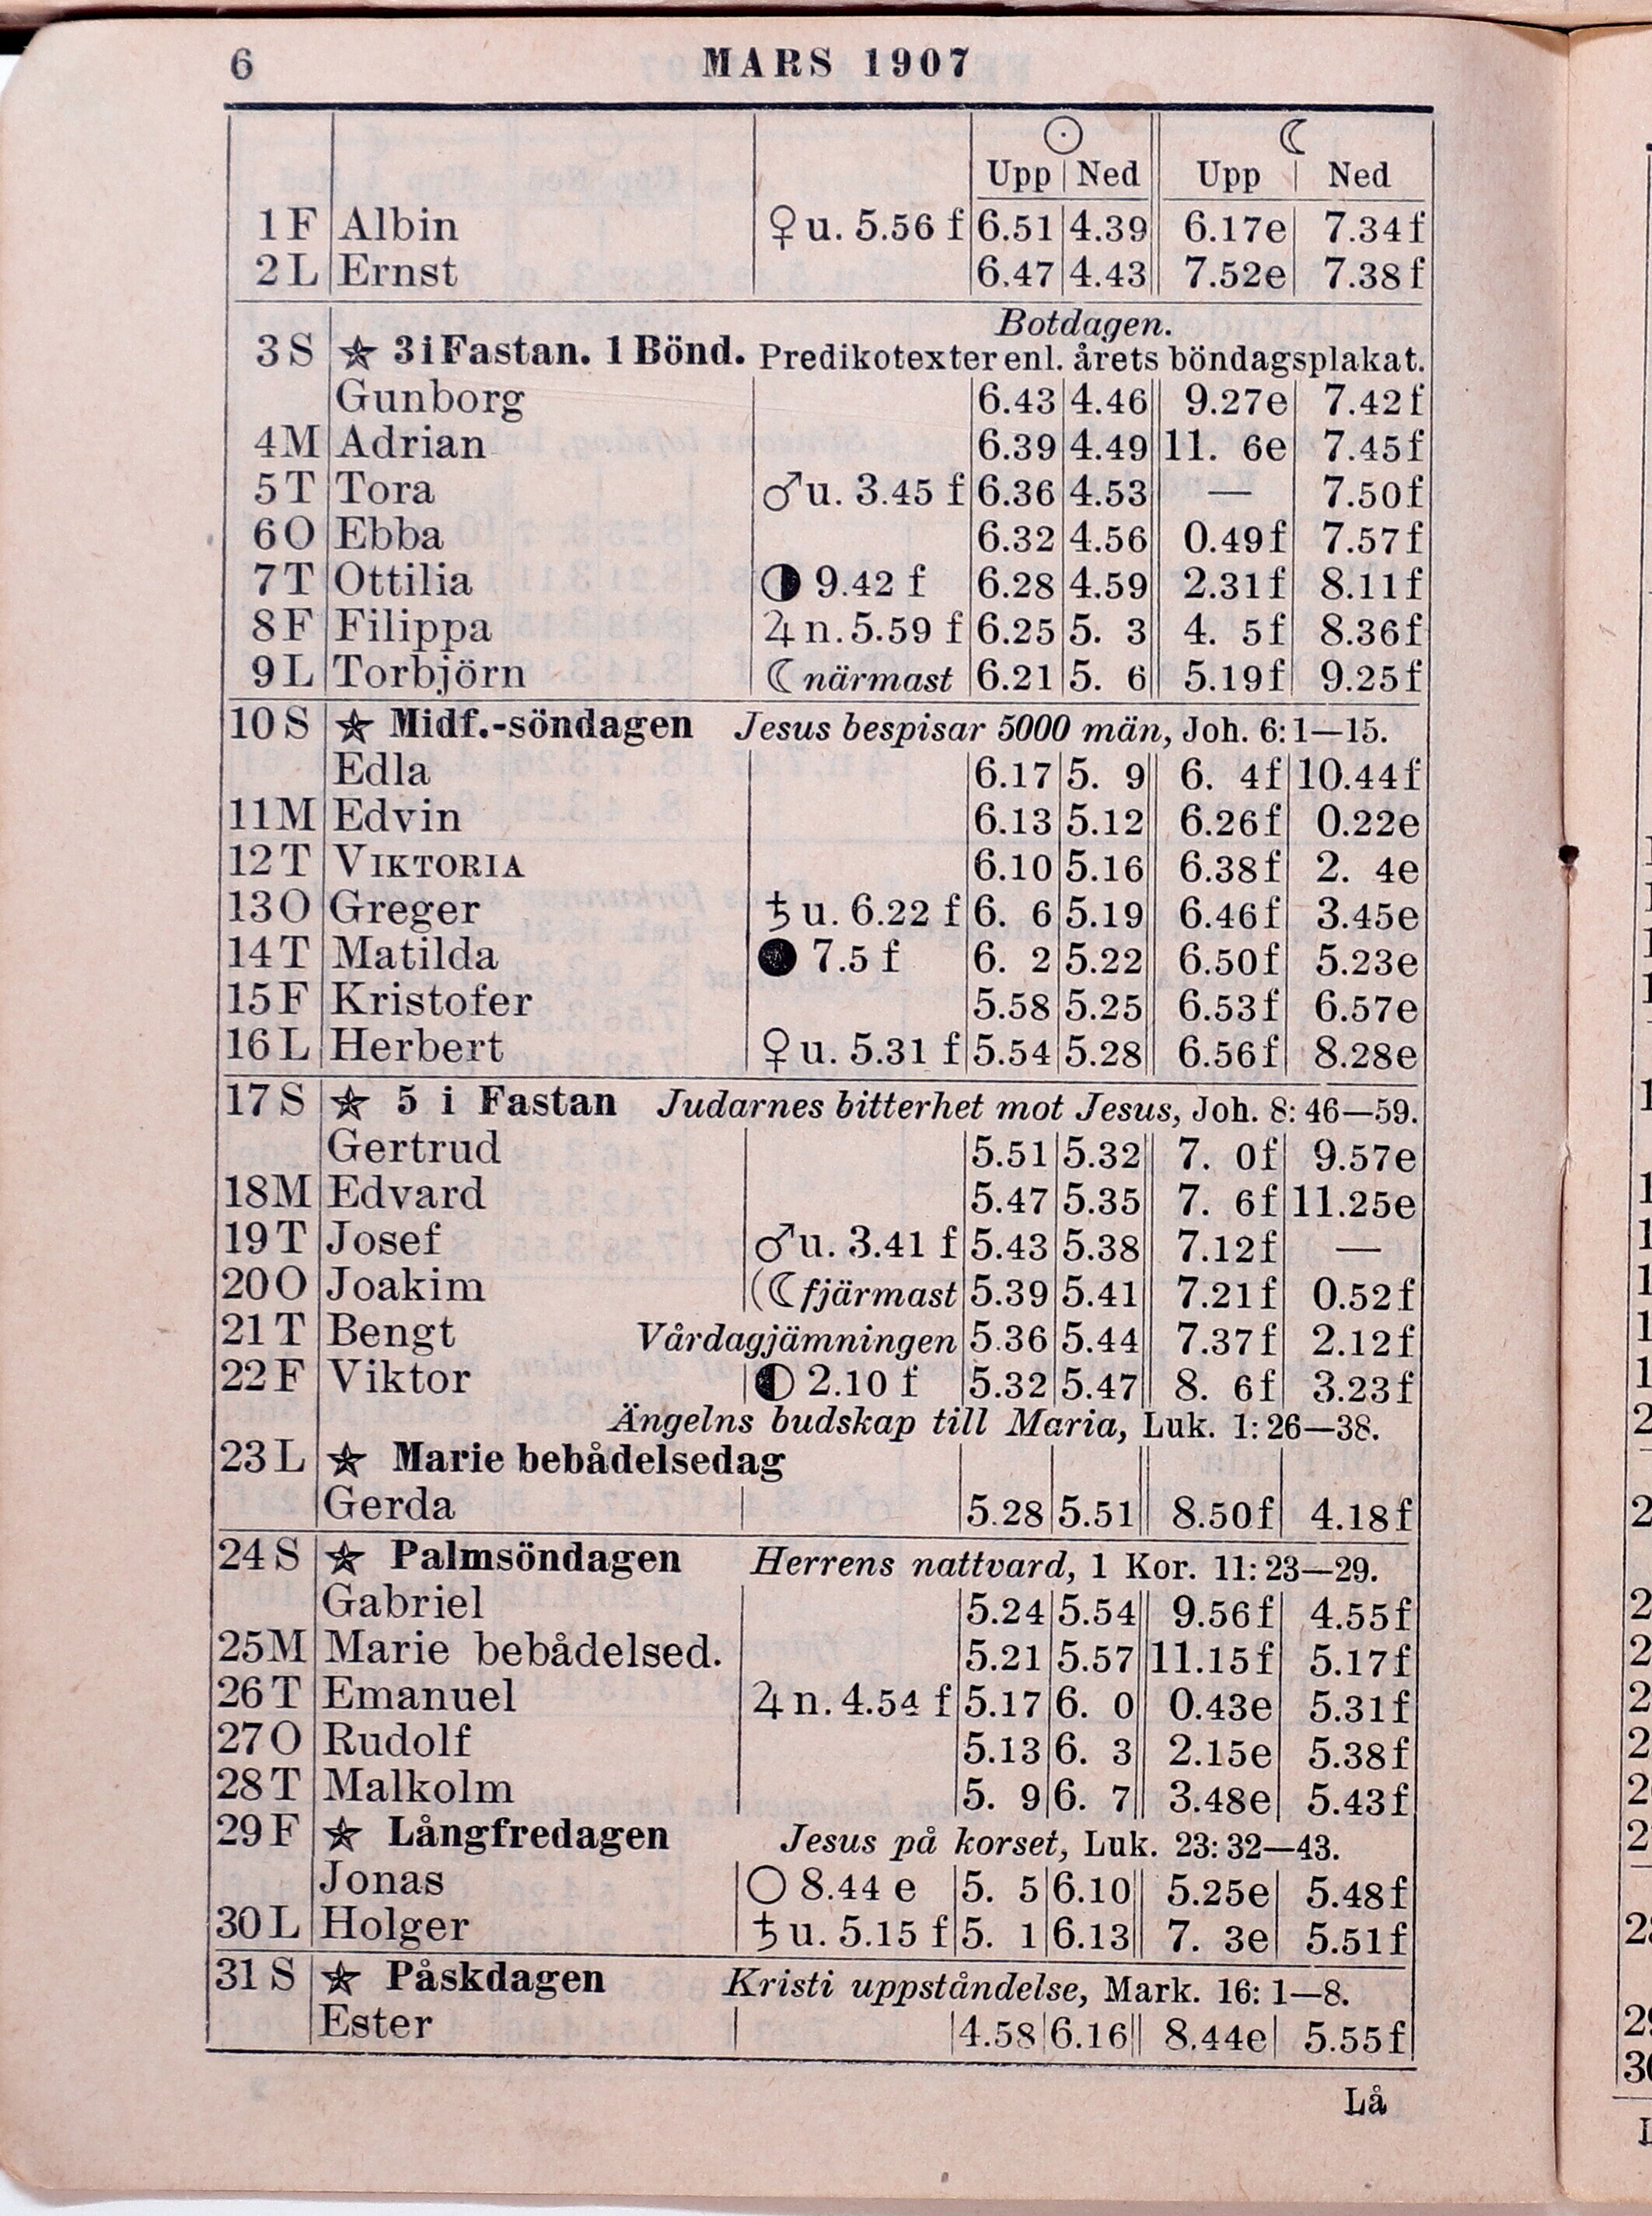 6 MARS 1907
☉ ☾
Upp Ned Upp Ned
1 F Albin ♀ u. 5.56 f 6.51 4.39 6.17e 7.34f
2 L Ernst 6.47 4.43 7.52e 7.38f
Botdagen.
3 S ★ 3 i Fastan. 1 Bönd. Predikotexter enl. årets böndagsplakat.
Gunborg 6.43 4.46 9.27e 7.42f
4 M Adrian 6.39 4.49 11. 6e 7.45f
5 T Tora ♂ u. 3.45 f 6.36 4.53 — 7.50f
6 O Ebba 6.32 4.56 0.49f 7.57f
7 T Ottilia ◑ 9.42 f 6.28 4.59 2.31f 8.11f
8 F Filippa ♃ n. 5.59 f 6.25 5. 3 4. 5f 8.36f
9 L Torbjörn ☾ närmast 6.21 5. 6 5.19f 9.25f
10 S ★ Midf.-söndagen Jesus bespisar 5000 män, Joh. 6: 1—15.
Edla 6.17 5. 9 6. 4f 10.44f
11 M Edvin 6.13 5.12 6.26f 0.22e
12 T VIKTORIA 6.10 5.16 6.38f 2. 4e
13 O Greger ♄ u. 6.22 f 6. 6 5.19 6.46f 3.45e
14 T Matilda ● 7.5 f 6. 2 5.22 6.50f 5.23e
15 F Kristofer 5.58 5.25 6.53f 6.57e
16 L Herbert ♀ u. 5.31 f 5.54 5.28 6.56f 8.28e
17 S ★ 5 i Fastan Judarnes bitterhet mot Jesus, Joh. 8: 46—59.
Gertrud 5.51 5.32 7. 0f 9.57e
18 M Edvard 5.47 5.35 7. 6f 11.25e
19 T Josef ♂ u. 3.41 f 5.43 5.38 7.12f —
20 O Joakim (☾ fjärmast 5.39 5.41 7.21f 0.52f
21 T Bengt Vårdagjämningen 5.36 5.44 7.37f 2.12f
22 F Viktor ◐ 2.10 f 5.32 5.47 8. 6f 3.23f
Ängelns budskap till Maria, Luk. 1: 26—38.
23 L ★ Marie bebådelsedag
Gerda 5.28 5.51 8.50f 4.18f
24 S ★ Palmsöndagen Herrens nattvard, 1 Kor. 11: 23—29.
Gabriel 5.24 5.54 9.56f 4.55f
25 M Marie bebådelsed. 5.21 5.57 11.15f 5.17f
26 T Emanuel ♃ n. 4.54 f 5.17 6. 0 0.43e 5.31f
27 O Rudolf 5.13 6. 3 2.15e 5.38f
28 T Malkolm 5. 9 6. 7 3.48e 5.43f
29 F ★ Långfredagen Jesus på korset, Luk. 23: 32—43.
Jonas ○ 8.44 e 5. 5 6.10 5.25e 5.48f
30 L Holger ♄ u. 5.15 f 5. 1 6.13 7. 3e 5.51f
31 S ★ Påskdagen Kristi uppståndelse, Mark. 16: 1—8.
Ester 4.58 6.16 8.44e 5.55f
Lå